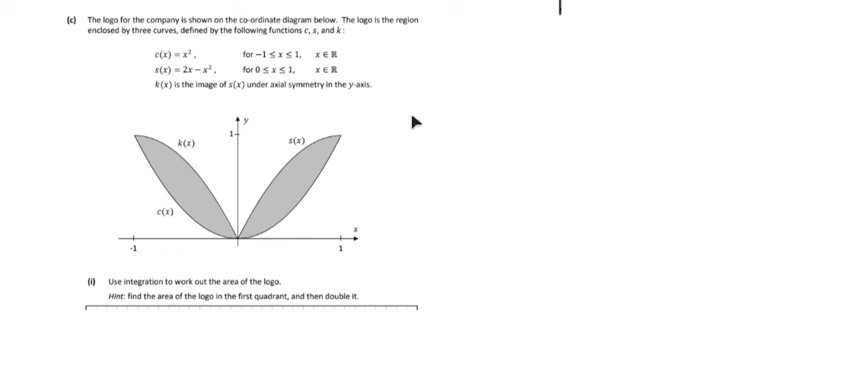 (c) The logo for the company is shown on the co-ordinate diagram below. The logo is the region
enclosed by three curves, defined by the following functions c, s, and k:
c(x) = x², for −1 ≤ x ≤ 1, x ∈ ℝ
s(x) = 2x − x², for 0 ≤ x ≤ 1, x ∈ ℝ
k(x) is the image of s(x) under axial symmetry in the y-axis.
y
1
k(x)
s(x)
c(x)
x
-1
1
(i) Use integration to work out the area of the logo.
Hint: find the area of the logo in the first quadrant, and then double it.